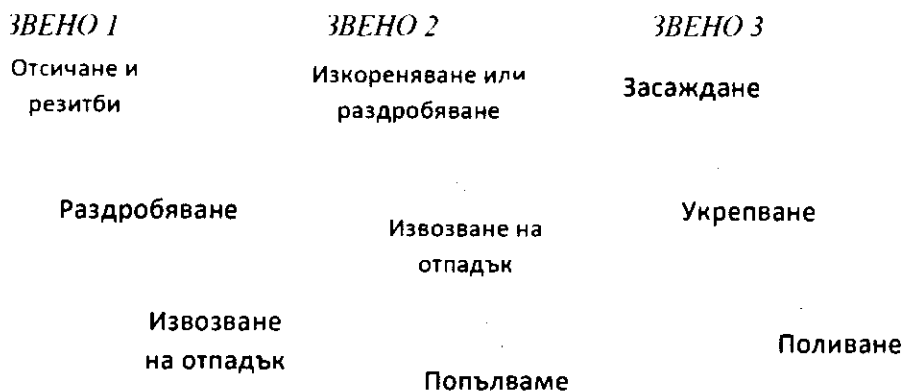 ЗВЕНО 1
ЗВЕНО 2
ЗВЕНО 3
Отсичане и
резитби
Изкореняване или
раздробяване
Засаждане
Раздробяване
Извозване на
отпадък
Укрепване
Извозване
на отпадък
Попълваме
Поливане